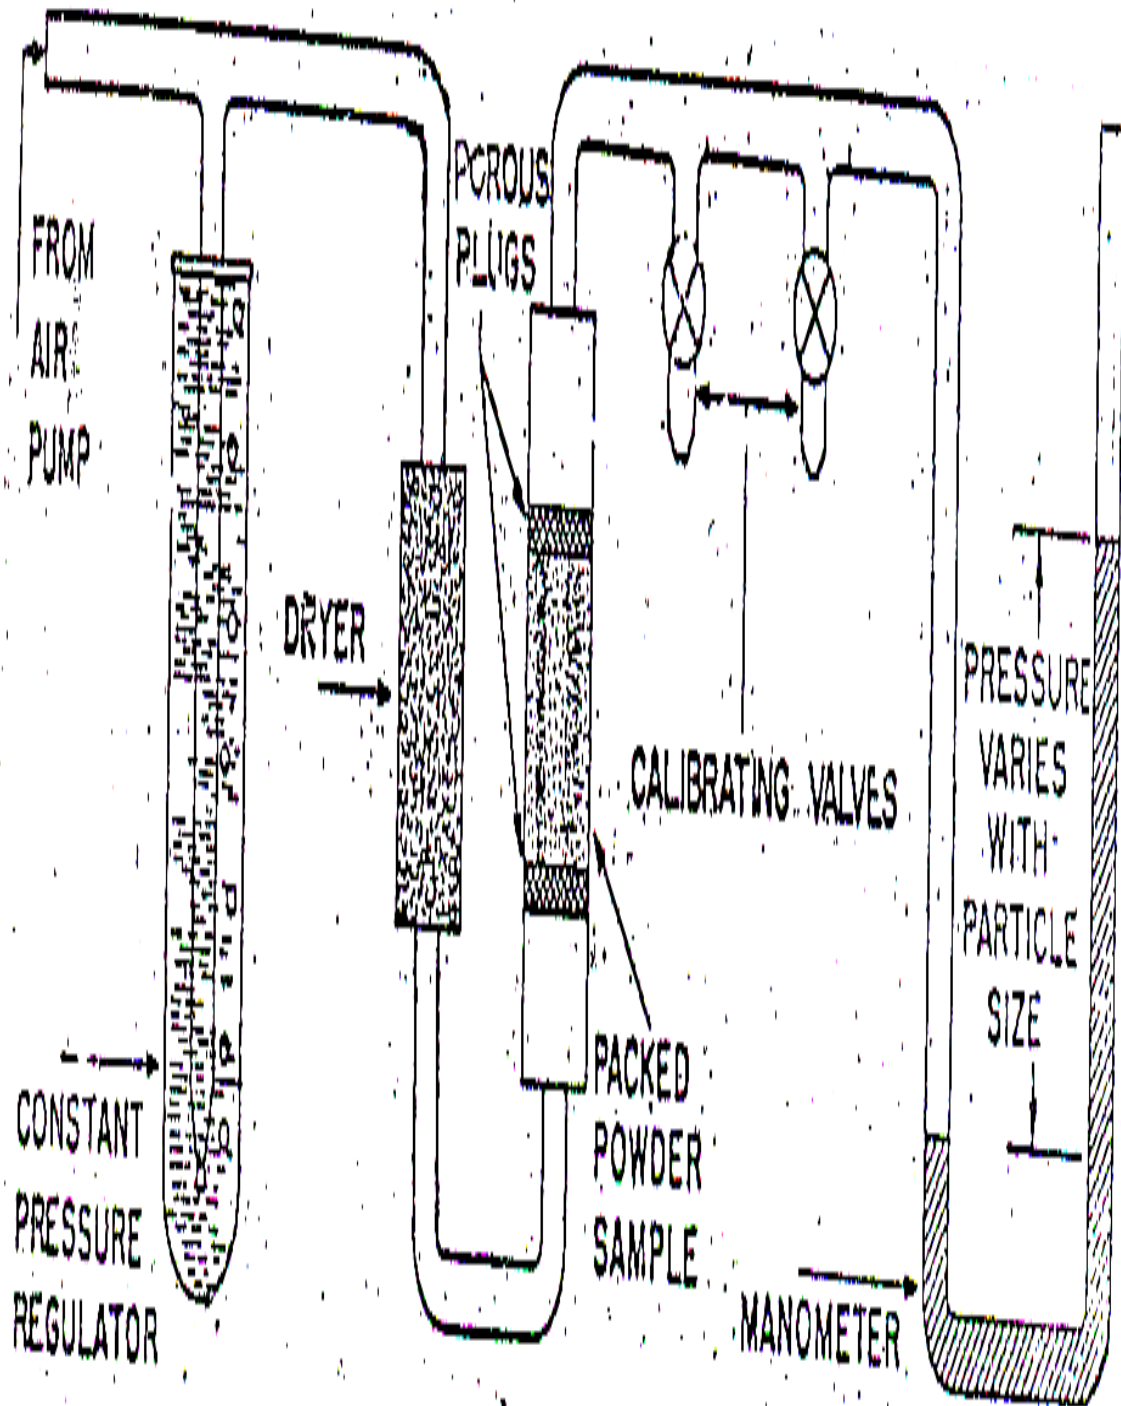 FROM
AIR
PUMP
POROUS
PLUGS
DRYER
CALIBRATING VALVES
PRESSURE
VARIES
WITH
PARTICLE
SIZE
CONSTANT
PRESSURE
REGULATOR
PACKED
POWDER
SAMPLE
MANOMETER